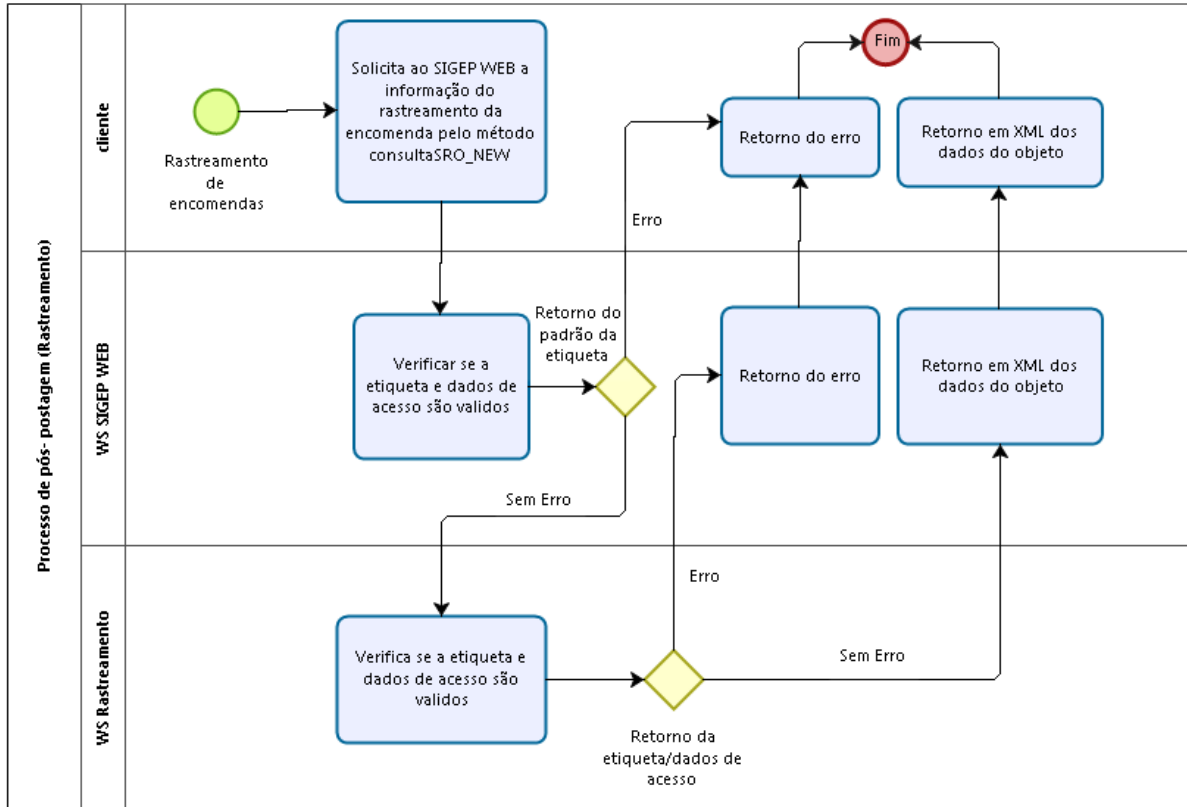 Processo de pós- postagem (Rastreamento)
cliente
Rastreamento
de
encomendas
Solicita ao SIGEP WEB a
informação do
rastreamento da
encomenda pelo método
consultaSRO_NEW
Fim
Retorno do erro
Retorno em XML dos
dados do objeto
Erro
WS SIGEP WEB
Verificar se a
etiqueta e dados de
acesso são validos
Retorno do
padrão da
etiqueta
Retorno do erro
Retorno em XML dos
dados do objeto
Sem Erro
WS Rastreamento
Erro
Verifica se a etiqueta e
dados de acesso são
validos
Sem Erro
Retorno da
etiqueta/dados de
acesso